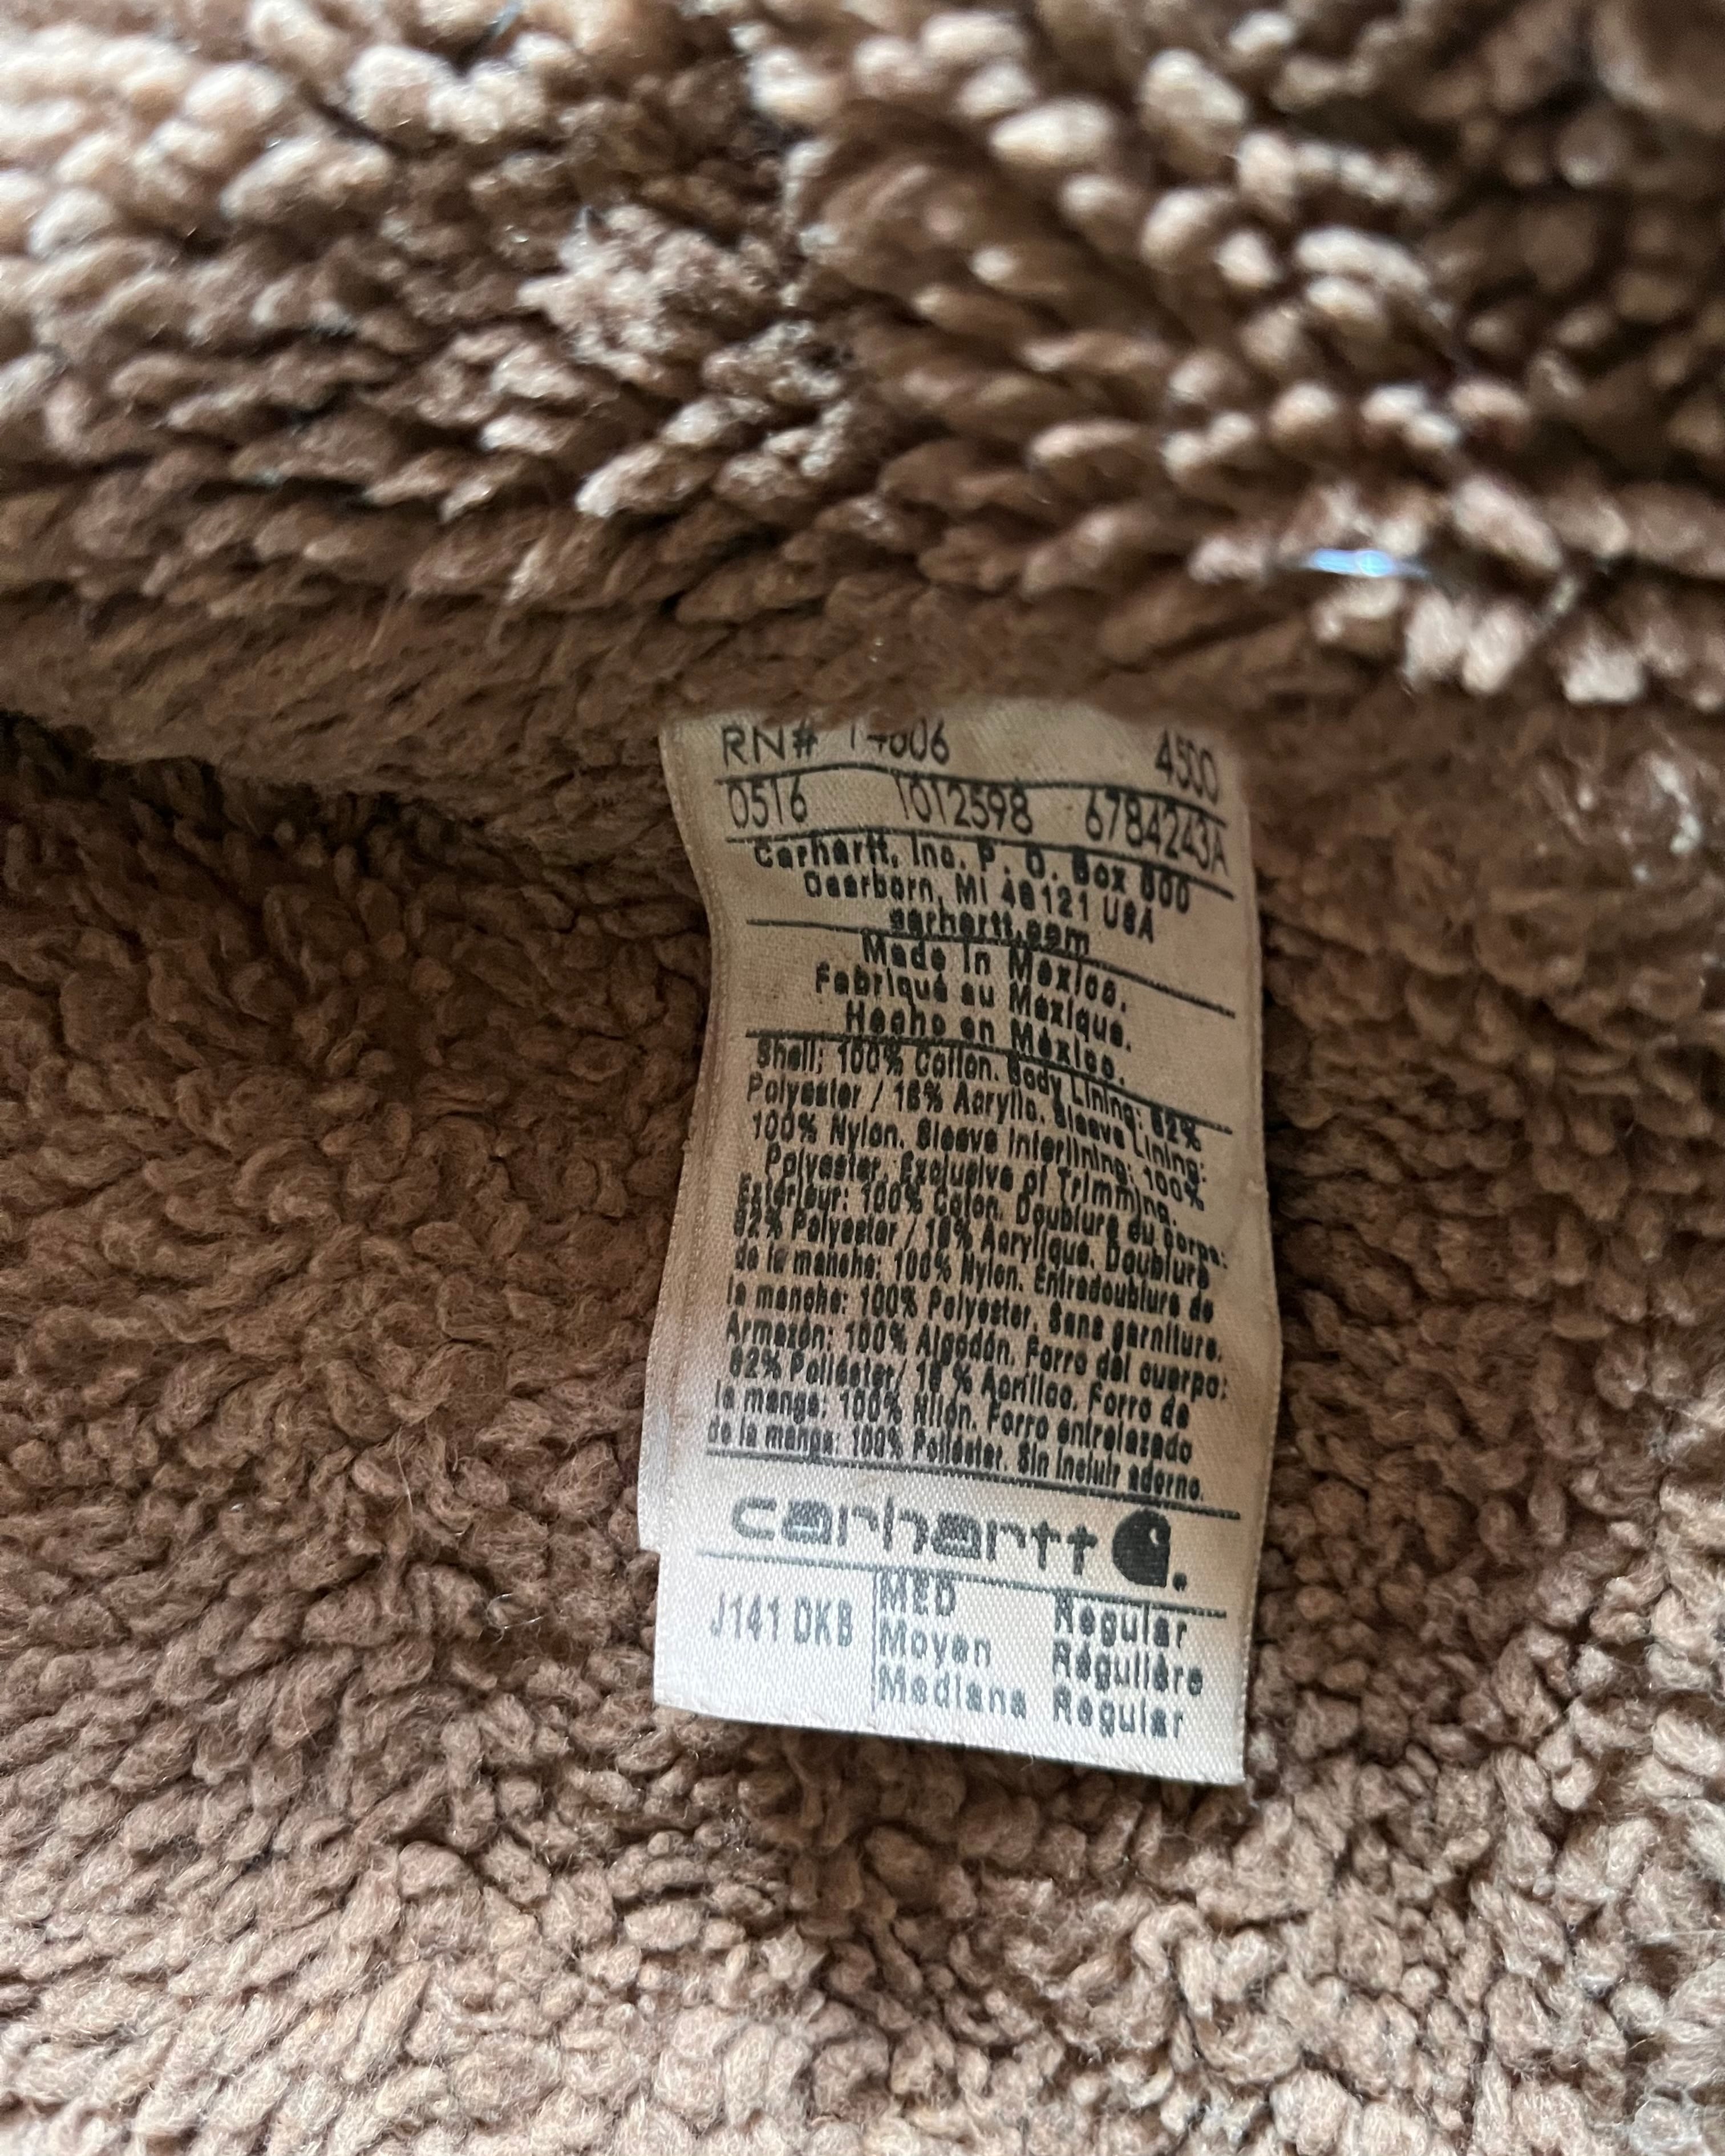 RN# 14806 4500
0516 1012598 6784243A
Carhartt, Inc. P. O. Box 600
Dearborn, MI 48121 USA
carhartt.com
Made in Mexico.
Fabriqué au Mexique.
Hecho en México.
Shell: 100% Cotton. Body Lining: 82%
Polyester / 18% Acrylic. Sleeve Lining:
100% Nylon. Sleeve Interlining: 100%
Polyester. Exclusive of Trimming.
Extérieur: 100% Coton. Doublure du corps:
82% Polyester / 18% Acrylique. Doublure
de la manche: 100% Nylon. Entredoublure de
la manche: 100% Polyester. Sans garniture.
Armazón: 100% Algodón. Forro del cuerpo:
82% Poliéster/ 18 % Acrílico. Forro de
la manga: 100% Nilón. Forro entrelazado
de la manga: 100% Poliéster. Sin incluir adorno.
carhartt
J141 DKB MED Regular
Moyen Régulière
Mediana Regular